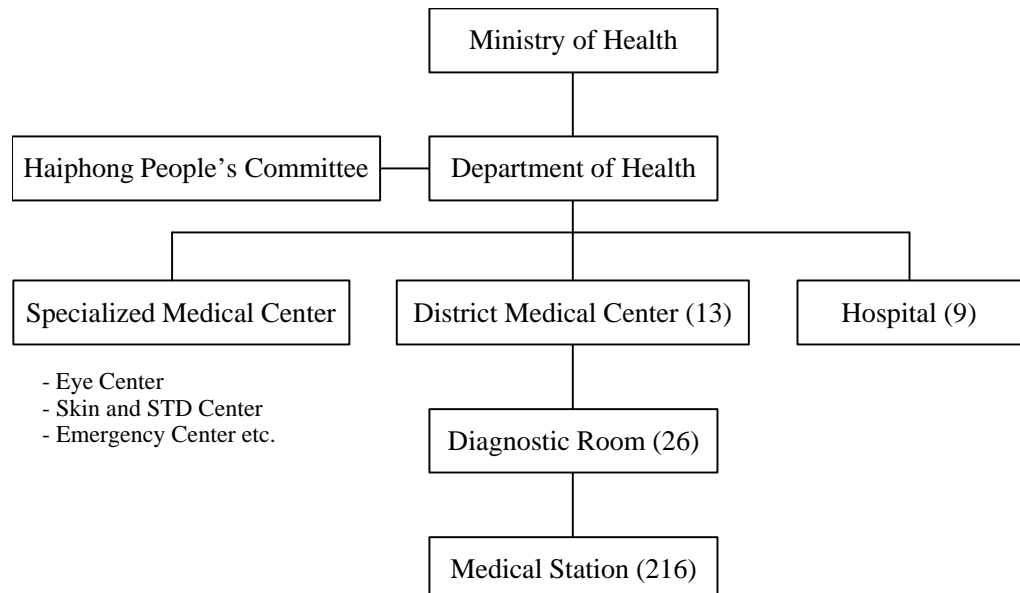 Ministry of Health
Haiphong People’s Committee
Department of Health
Specialized Medical Center
District Medical Center (13)
Hospital (9)
- Eye Center
- Skin and STD Center
- Emergency Center etc.
Diagnostic Room (26)
Medical Station (216)